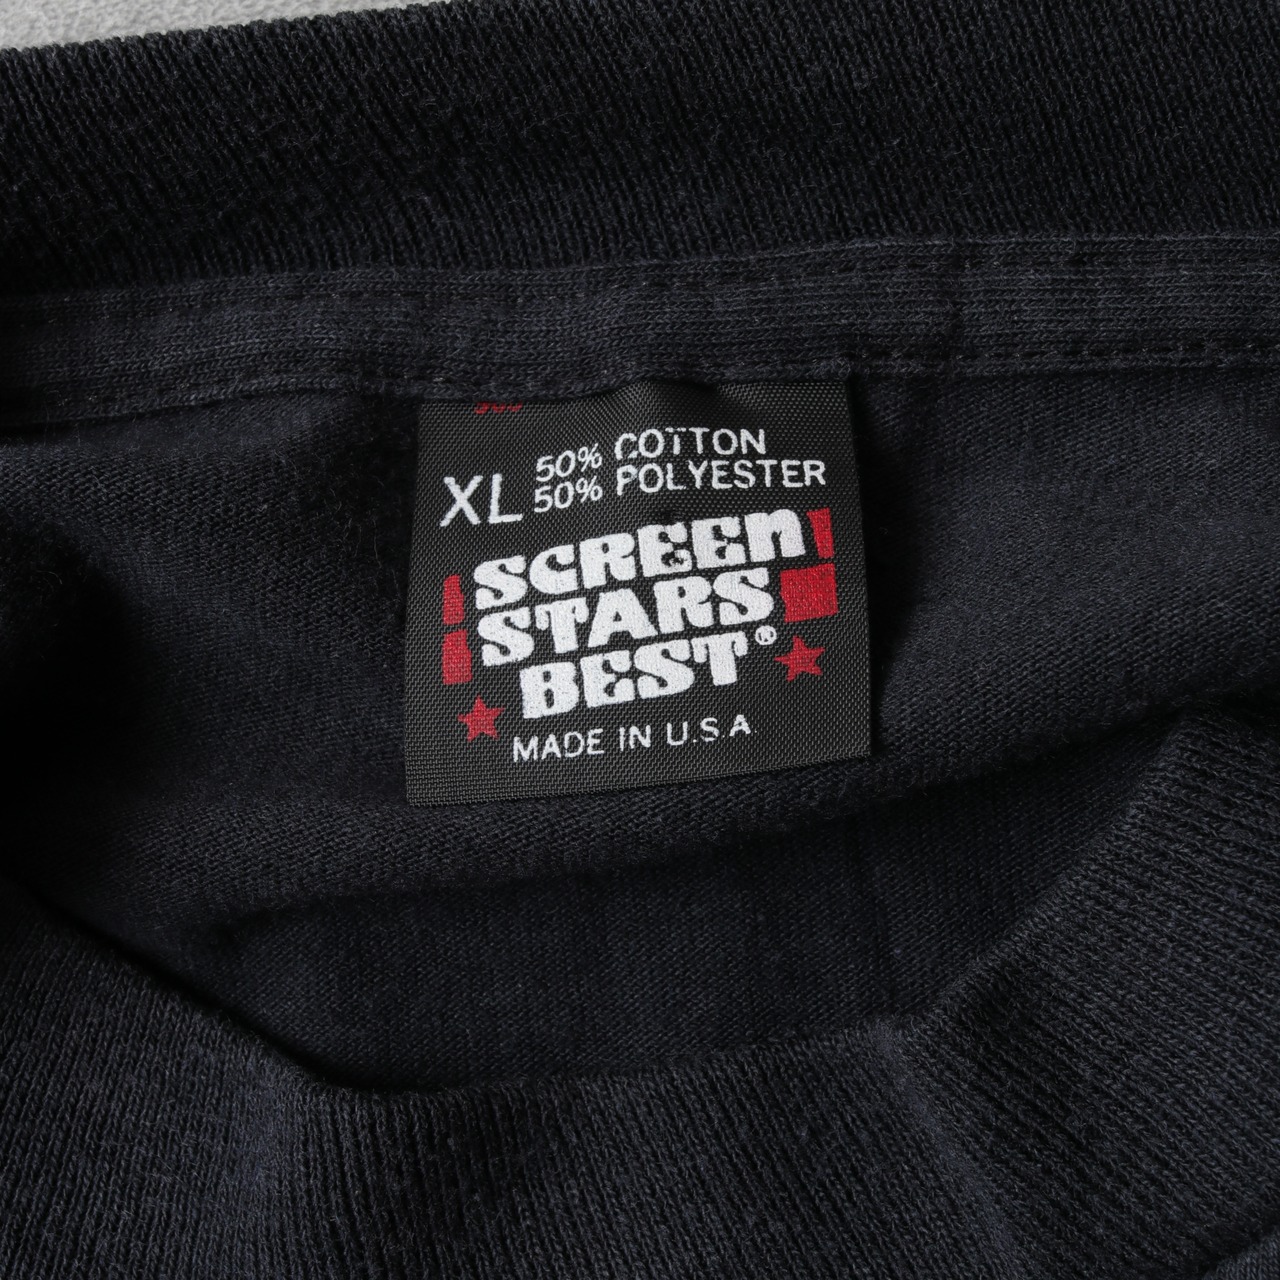 XL 50% COTTON
50% POLYESTER
SCREEN
STARS
BEST®
MADE IN U.S.A